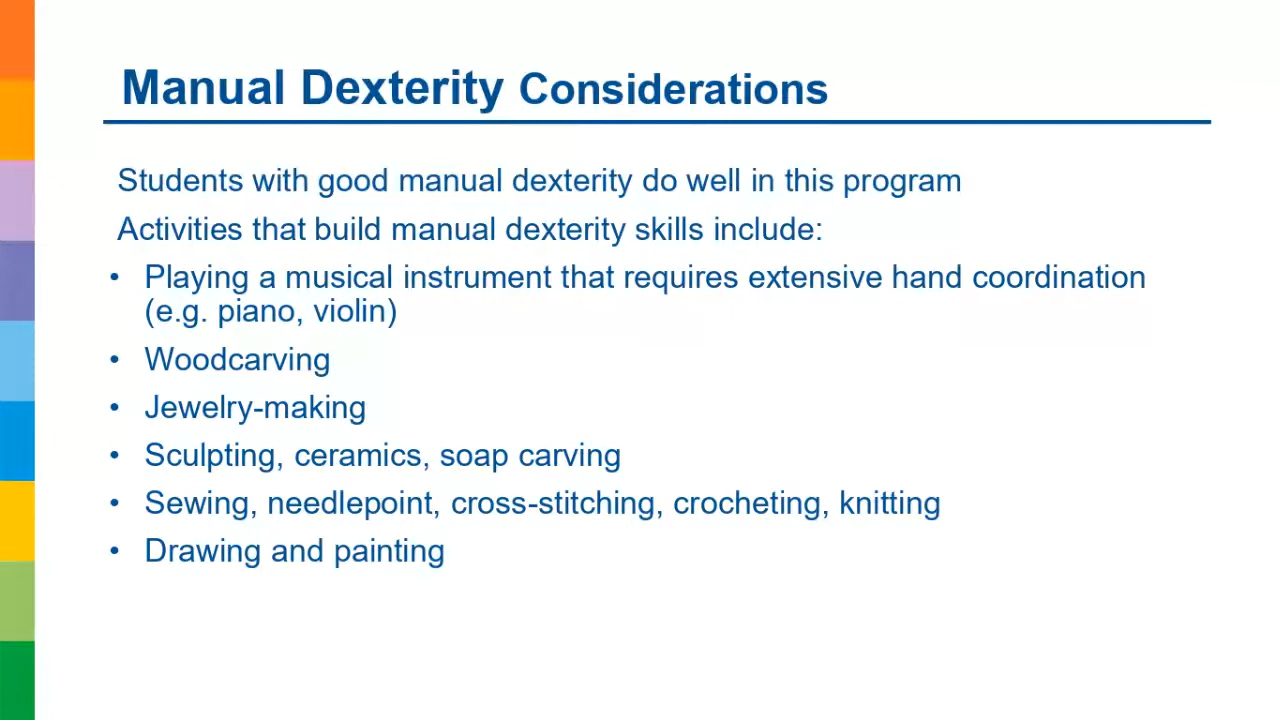 Manual Dexterity Considerations
Students with good manual dexterity do well in this program
Activities that build manual dexterity skills include:
• Playing a musical instrument that requires extensive hand coordination
(e.g. piano, violin)
• Woodcarving
• Jewelry-making
• Sculpting, ceramics, soap carving
• Sewing, needlepoint, cross-stitching, crocheting, knitting
• Drawing and painting